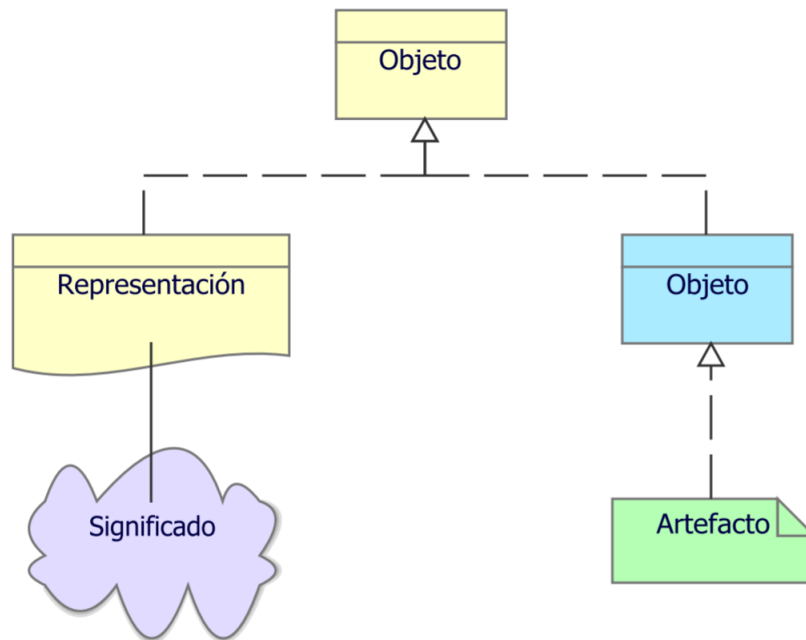 Objeto
Representación
Objeto
Significado
Artefacto